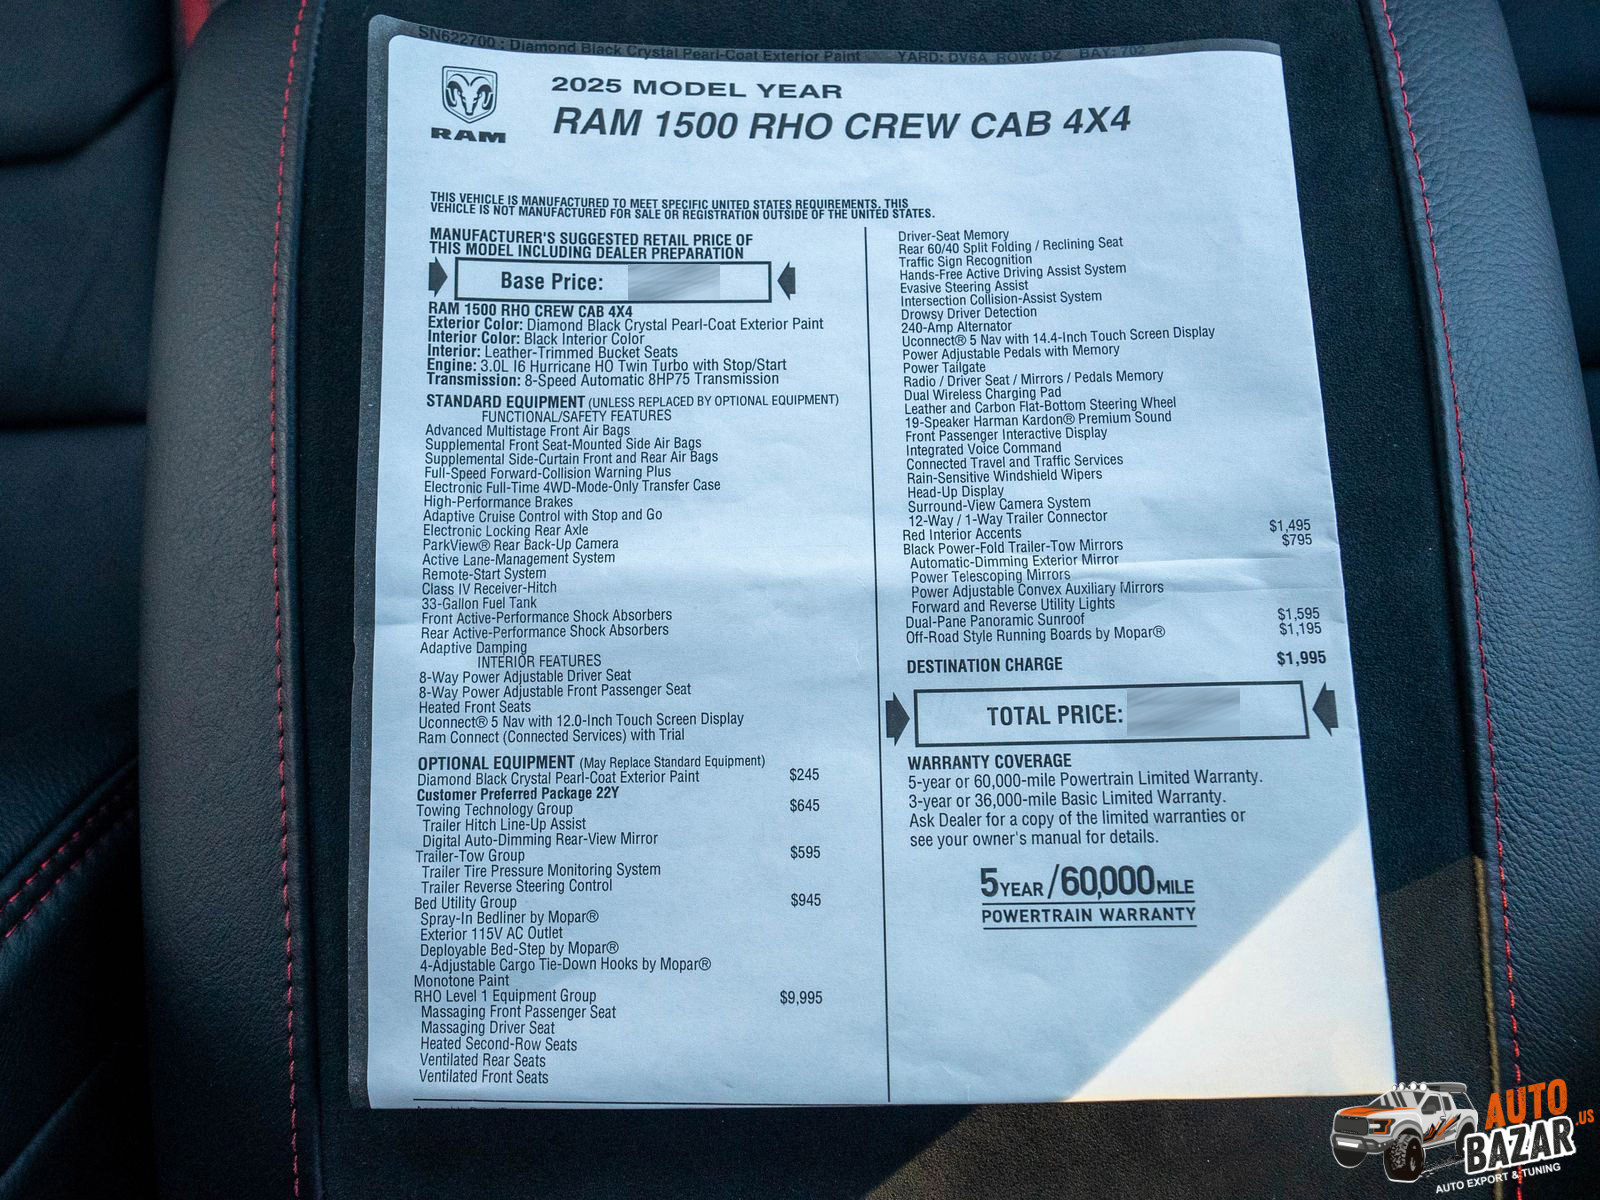 SN622700 : Diamond Black Crystal Pearl-Coat Exterior Paint YARD: DV6A ROW: DZ BAY: 702
RAM
2025 MODEL YEAR
RAM 1500 RHO CREW CAB 4X4
THIS VEHICLE IS MANUFACTURED TO MEET SPECIFIC UNITED STATES REQUIREMENTS. THIS
VEHICLE IS NOT MANUFACTURED FOR SALE OR REGISTRATION OUTSIDE OF THE UNITED STATES.
MANUFACTURER'S SUGGESTED RETAIL PRICE OF
THIS MODEL INCLUDING DEALER PREPARATION
Base Price:
RAM 1500 RHO CREW CAB 4X4
Exterior Color: Diamond Black Crystal Pearl-Coat Exterior Paint
Interior Color: Black Interior Color
Interior: Leather-Trimmed Bucket Seats
Engine: 3.0L I6 Hurricane HO Twin Turbo with Stop/Start
Transmission: 8-Speed Automatic 8HP75 Transmission
STANDARD EQUIPMENT (UNLESS REPLACED BY OPTIONAL EQUIPMENT)
FUNCTIONAL/SAFETY FEATURES
Advanced Multistage Front Air Bags
Supplemental Front Seat-Mounted Side Air Bags
Supplemental Side-Curtain Front and Rear Air Bags
Full-Speed Forward-Collision Warning Plus
Electronic Full-Time 4WD-Mode-Only Transfer Case
High-Performance Brakes
Adaptive Cruise Control with Stop and Go
Electronic Locking Rear Axle
ParkView® Rear Back-Up Camera
Active Lane-Management System
Remote-Start System
Class IV Receiver-Hitch
33-Gallon Fuel Tank
Front Active-Performance Shock Absorbers
Rear Active-Performance Shock Absorbers
Adaptive Damping
INTERIOR FEATURES
8-Way Power Adjustable Driver Seat
8-Way Power Adjustable Front Passenger Seat
Heated Front Seats
Uconnect® 5 Nav with 12.0-Inch Touch Screen Display
Ram Connect (Connected Services) with Trial
OPTIONAL EQUIPMENT (May Replace Standard Equipment)
Diamond Black Crystal Pearl-Coat Exterior Paint $245
Customer Preferred Package 22Y
Towing Technology Group $645
Trailer Hitch Line-Up Assist
Digital Auto-Dimming Rear-View Mirror
Trailer-Tow Group $595
Trailer Tire Pressure Monitoring System
Trailer Reverse Steering Control
Bed Utility Group $945
Spray-In Bedliner by Mopar®
Exterior 115V AC Outlet
Deployable Bed-Step by Mopar®
4-Adjustable Cargo Tie-Down Hooks by Mopar®
Monotone Paint
RHO Level 1 Equipment Group $9,995
Massaging Front Passenger Seat
Massaging Driver Seat
Heated Second-Row Seats
Ventilated Rear Seats
Ventilated Front Seats
Driver-Seat Memory
Rear 60/40 Split Folding / Reclining Seat
Traffic Sign Recognition
Hands-Free Active Driving Assist System
Evasive Steering Assist
Intersection Collision-Assist System
Drowsy Driver Detection
240-Amp Alternator
Uconnect® 5 Nav with 14.4-Inch Touch Screen Display
Power Adjustable Pedals with Memory
Power Tailgate
Radio / Driver Seat / Mirrors / Pedals Memory
Dual Wireless Charging Pad
Leather and Carbon Flat-Bottom Steering Wheel
19-Speaker Harman Kardon® Premium Sound
Front Passenger Interactive Display
Integrated Voice Command
Connected Travel and Traffic Services
Rain-Sensitive Windshield Wipers
Head-Up Display
Surround-View Camera System
12-Way / 1-Way Trailer Connector
Red Interior Accents $1,495
Black Power-Fold Trailer-Tow Mirrors $795
Automatic-Dimming Exterior Mirror
Power Telescoping Mirrors
Power Adjustable Convex Auxiliary Mirrors
Forward and Reverse Utility Lights
Dual-Pane Panoramic Sunroof $1,595
Off-Road Style Running Boards by Mopar® $1,195
DESTINATION CHARGE $1,995
TOTAL PRICE:
WARRANTY COVERAGE
5-year or 60,000-mile Powertrain Limited Warranty.
3-year or 36,000-mile Basic Limited Warranty.
Ask Dealer for a copy of the limited warranties or
see your owner's manual for details.
5 YEAR/60,000 MILE
POWERTRAIN WARRANTY
AUTO
BAZAR.US
AUTO EXPORT & TUNING